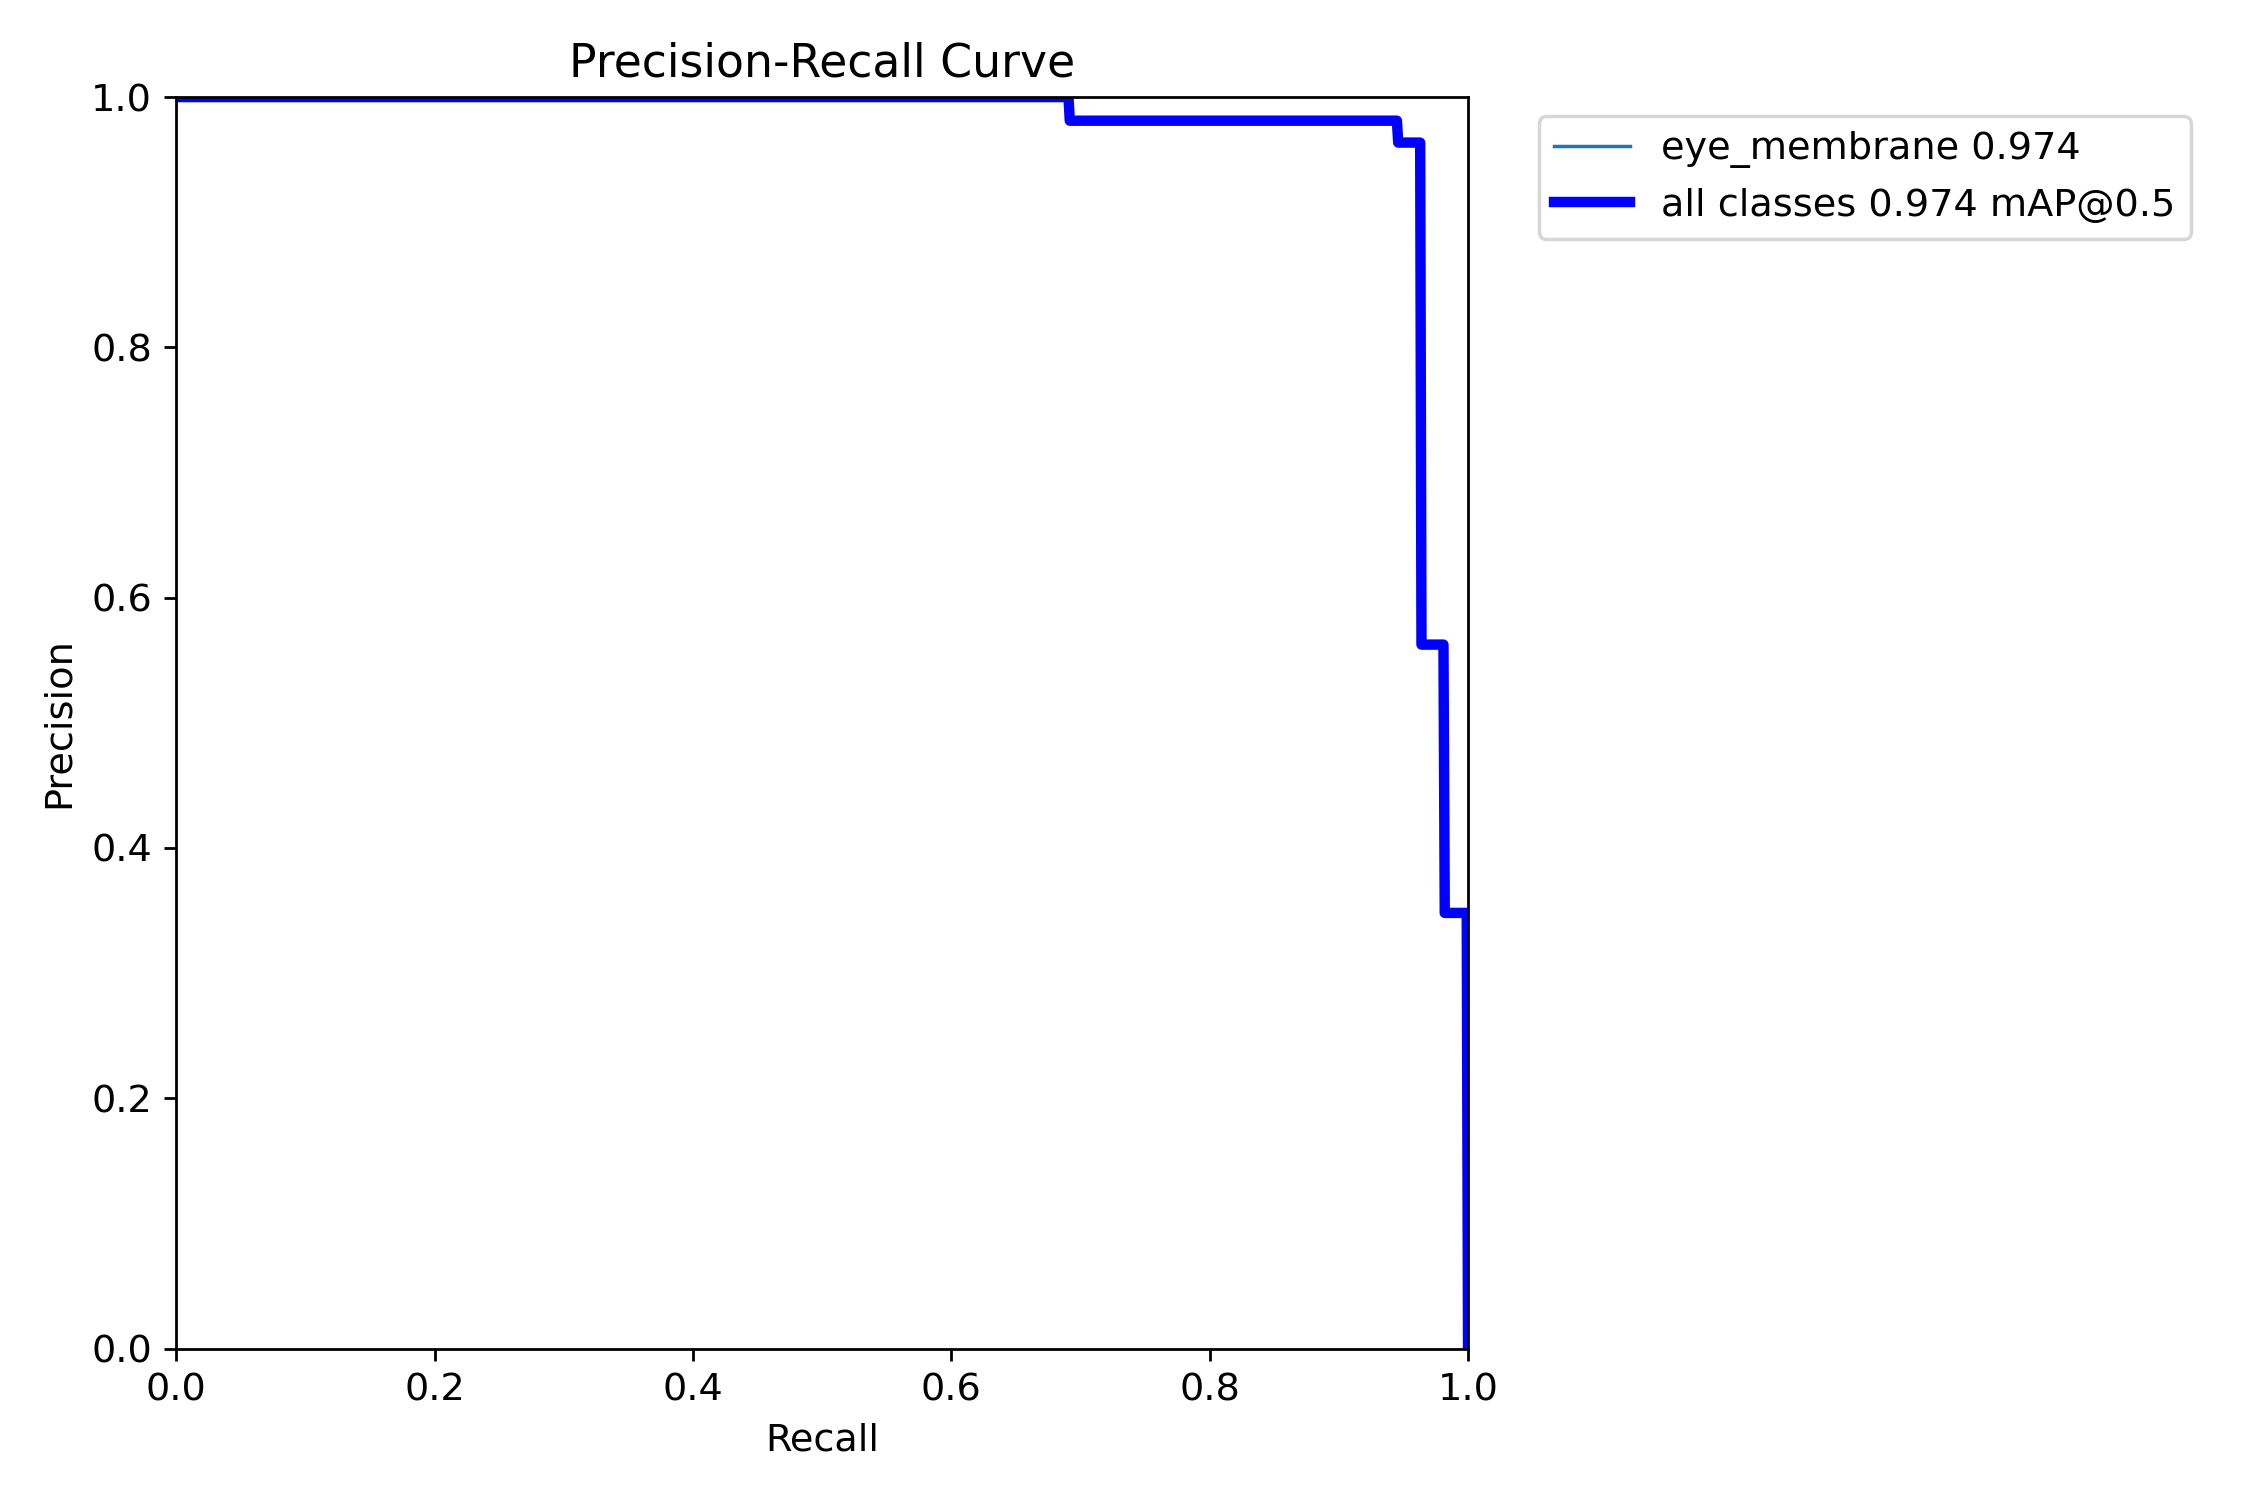 Precision-Recall Curve
eye_membrane 0.974
all classes 0.974 mAP@0.5
1.0
0.8
0.6
0.4
0.2
0.0
Precision
0.0 0.2 0.4 0.6 0.8 1.0
Recall